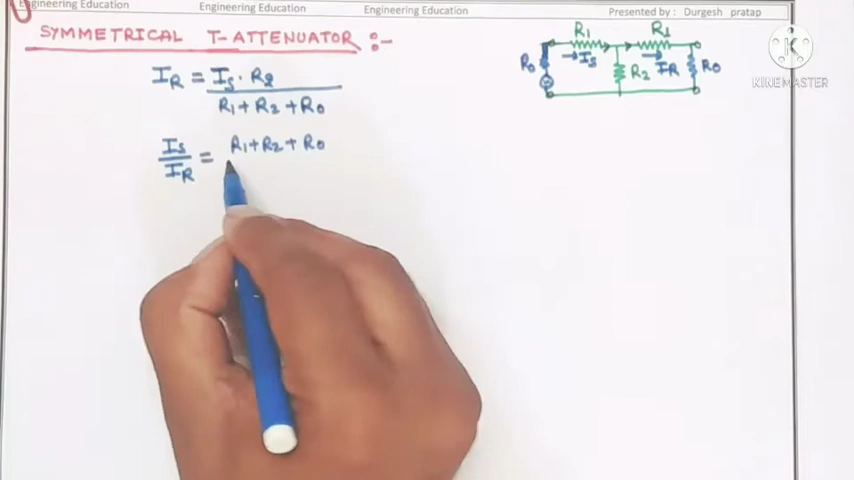 Engineering Education Engineering Education Engineering Education Presented by : Durgesh pratap
SYMMETRICAL T-ATTENUATOR :-
IR = IS · R2
R1 + R2 + R0
IS
IR
= R1 + R2 + R0
R1 R1
R0 IS R2 IR R0
KINEMASTER